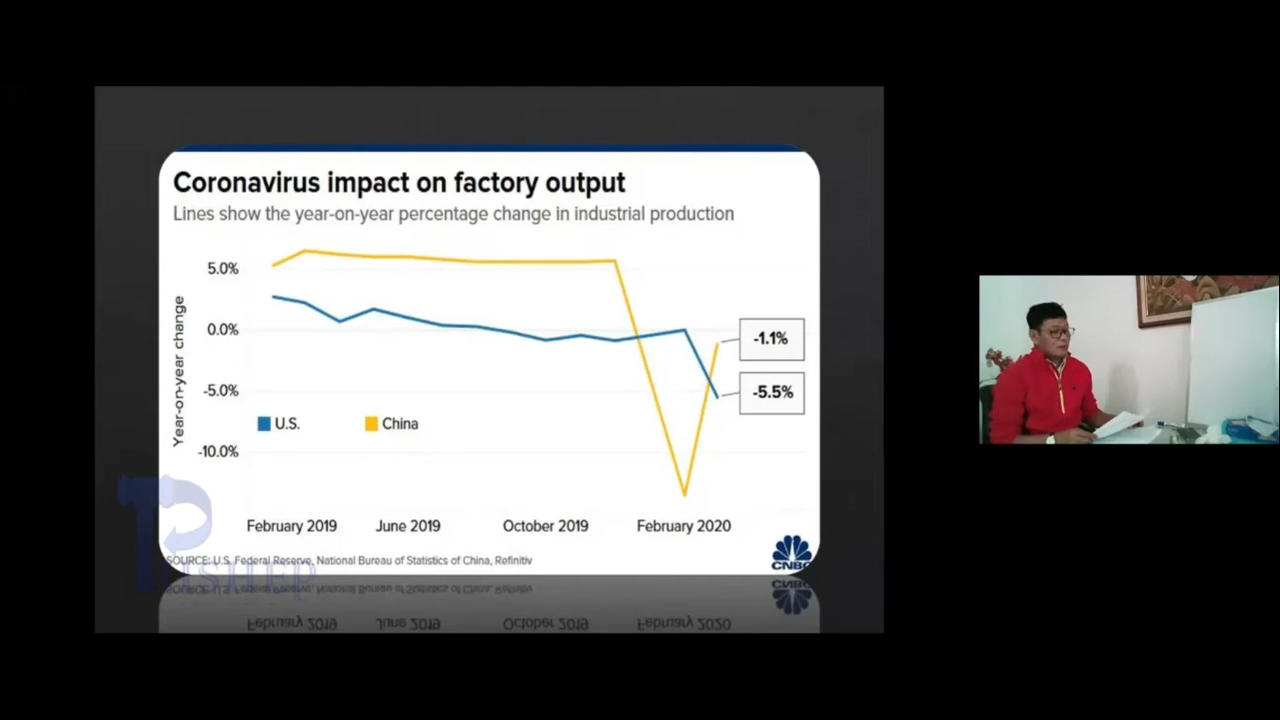 Coronavirus impact on factory output
Lines show the year-on-year percentage change in industrial production
Year-on-year change
5.0%
0.0%
-5.0%
-10.0%
-1.1%
-5.5%
U.S.
China
February 2019
June 2019
October 2019
February 2020
SOURCE: U.S. Federal Reserve, National Bureau of Statistics of China, Refinitiv
CNBC